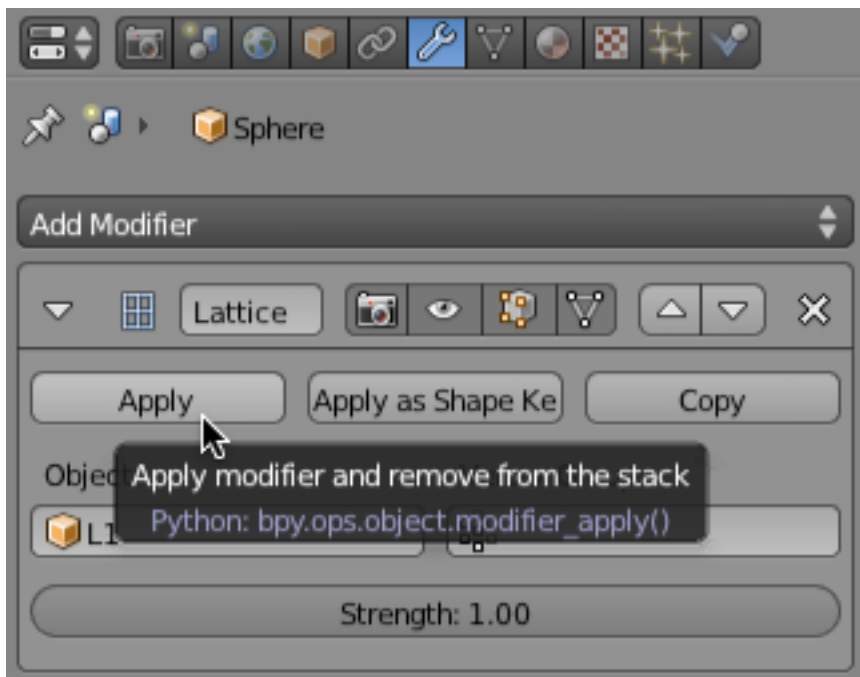 Sphere
Add Modifier
Lattice
Apply
Apply as Shape Ke
Copy
Apply modifier and remove from the stack
Python: bpy.ops.object.modifier_apply()
Strength: 1.00